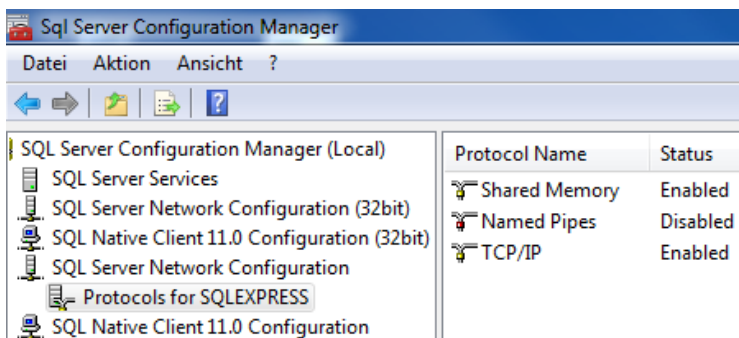 Sql Server Configuration Manager
Datei Aktion Ansicht ?
?
SQL Server Configuration Manager (Local)
SQL Server Services
SQL Server Network Configuration (32bit)
SQL Native Client 11.0 Configuration (32bit)
SQL Server Network Configuration
Protocols for SQLEXPRESS
SQL Native Client 11.0 Configuration
Protocol Name Status
Shared Memory Enabled
Named Pipes Disabled
TCP/IP Enabled